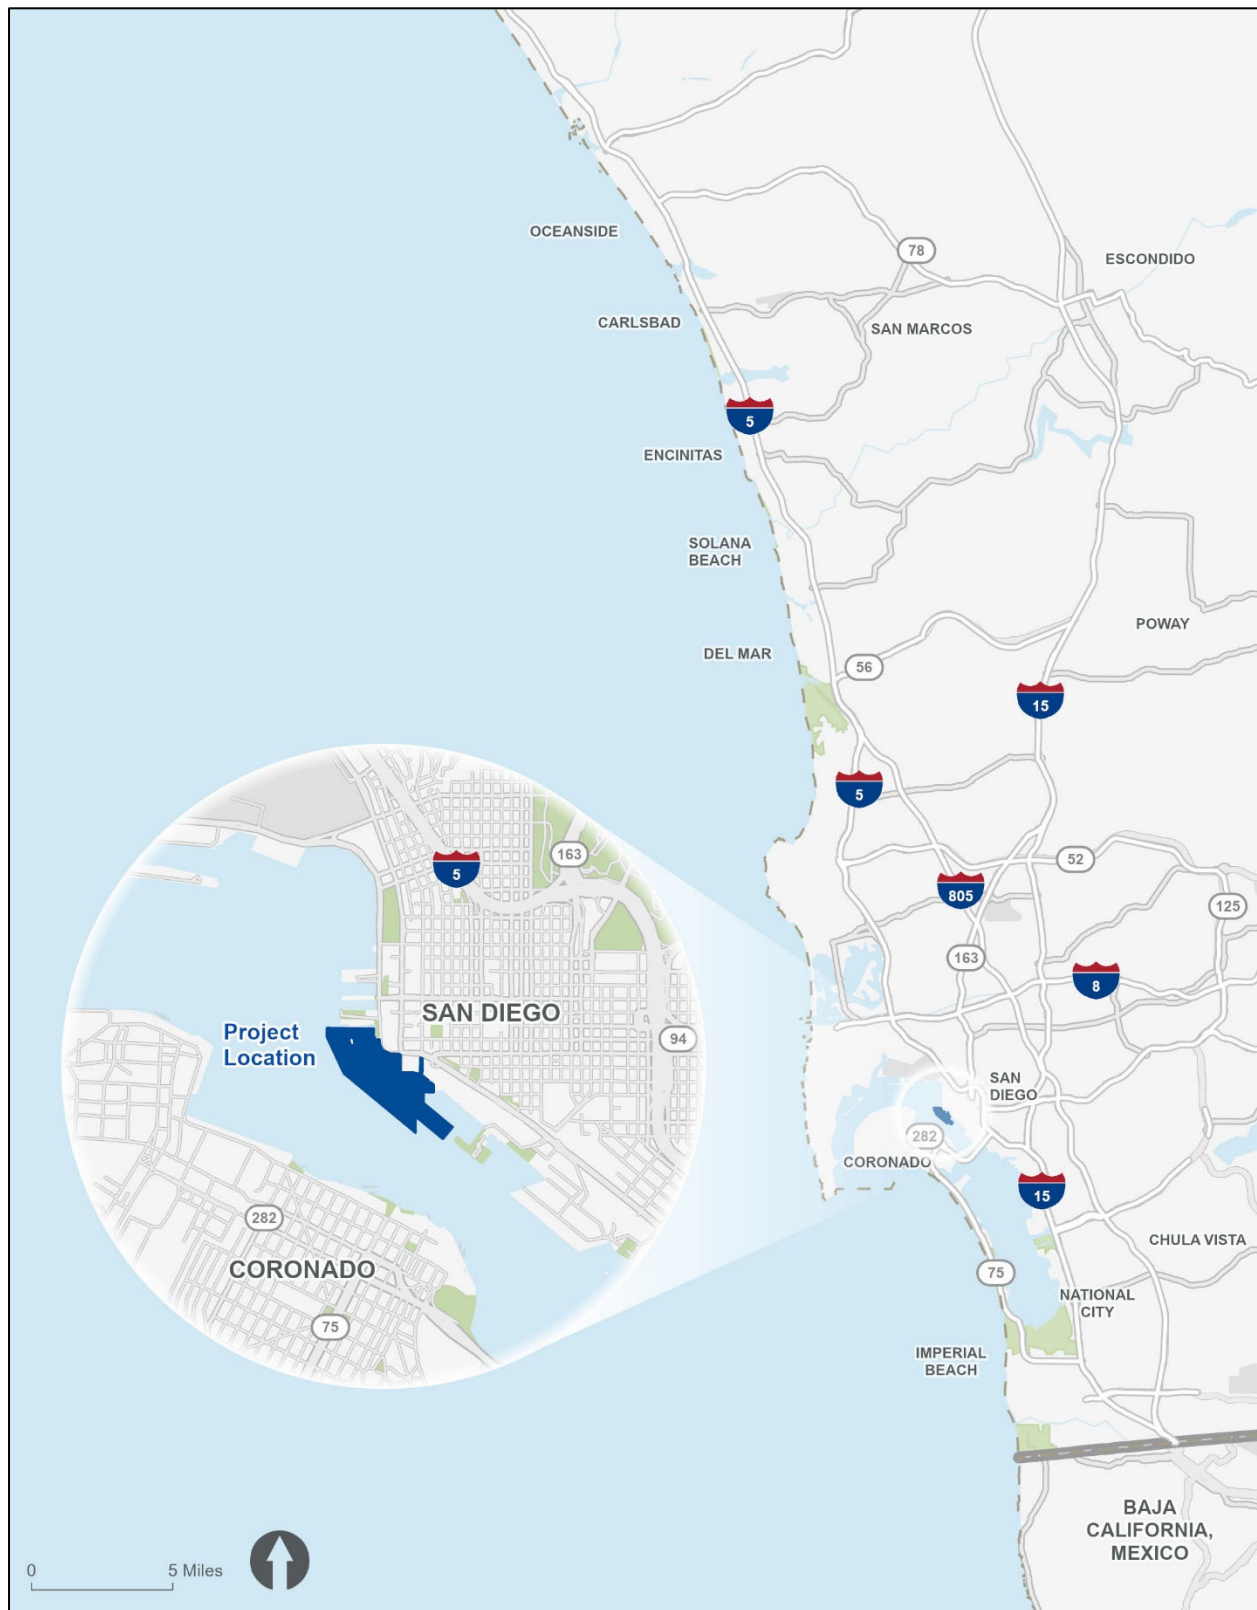 OCEANSIDE
78
ESCONDIDO
CARLSBAD
SAN MARCOS
5
ENCINITAS
SOLANA
BEACH
POWAY
DEL MAR
56
15
5
52
805
125
163
8
5
163
SAN DIEGO
Project
Location
94
282
CORONADO
75
SAN
DIEGO
282
CORONADO
15
CHULA VISTA
75
NATIONAL
CITY
IMPERIAL
BEACH
BAJA
CALIFORNIA,
MEXICO
0
5 Miles